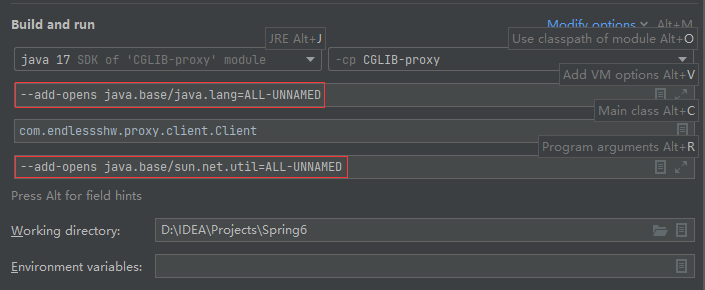 Build and run
Modify options Alt+M
JRE Alt+J
Use classpath of module Alt+O
java 17 SDK of 'CGLIB-proxy' module
-cp CGLIB-proxy
Add VM options Alt+V
--add-opens java.base/java.lang=ALL-UNNAMED
Main class Alt+C
com.endlessshw.proxy.client.Client
Program arguments Alt+R
--add-opens java.base/sun.net.util=ALL-UNNAMED
Press Alt for field hints
Working directory: D:\IDEA\Projects\Spring6
Environment variables: